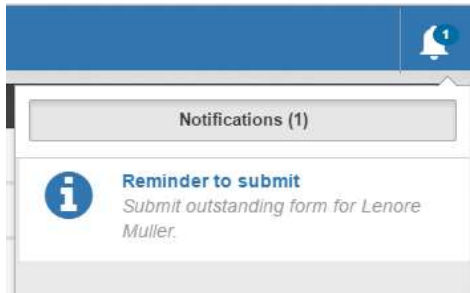 1
Notifications (1)
Reminder to submit
Submit outstanding form for Lenore
Muller.